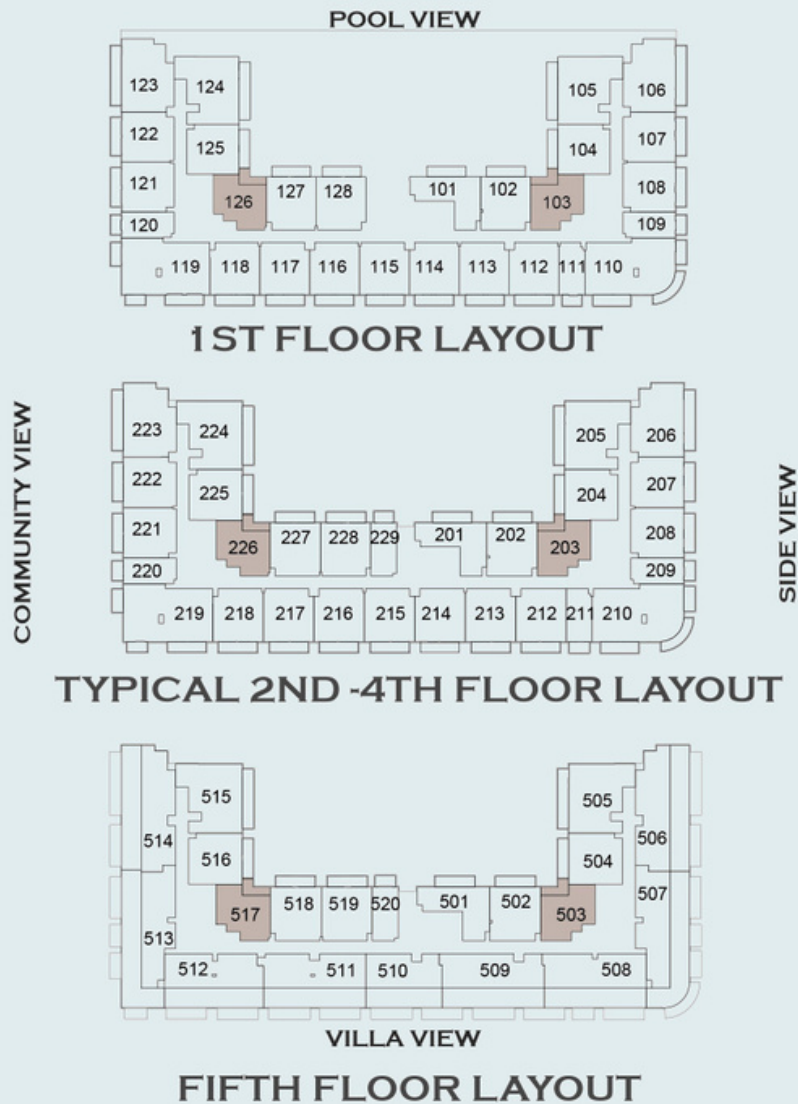 POOL VIEW
123 124 105 106
122 125 104 107
121 126 127 128 101 102 103 108
120 109
119 118 117 116 115 114 113 112 111 110
1ST FLOOR LAYOUT
COMMUNITY VIEW
SIDE VIEW
223 224 205 206
222 225 204 207
221 226 227 228 229 201 202 203 208
220 209
219 218 217 216 215 214 213 212 211 210
TYPICAL 2ND -4TH FLOOR LAYOUT
515 505
514 516 504 506
517 518 519 520 501 502 503 507
513
512 511 510 509 508
VILLA VIEW
FIFTH FLOOR LAYOUT